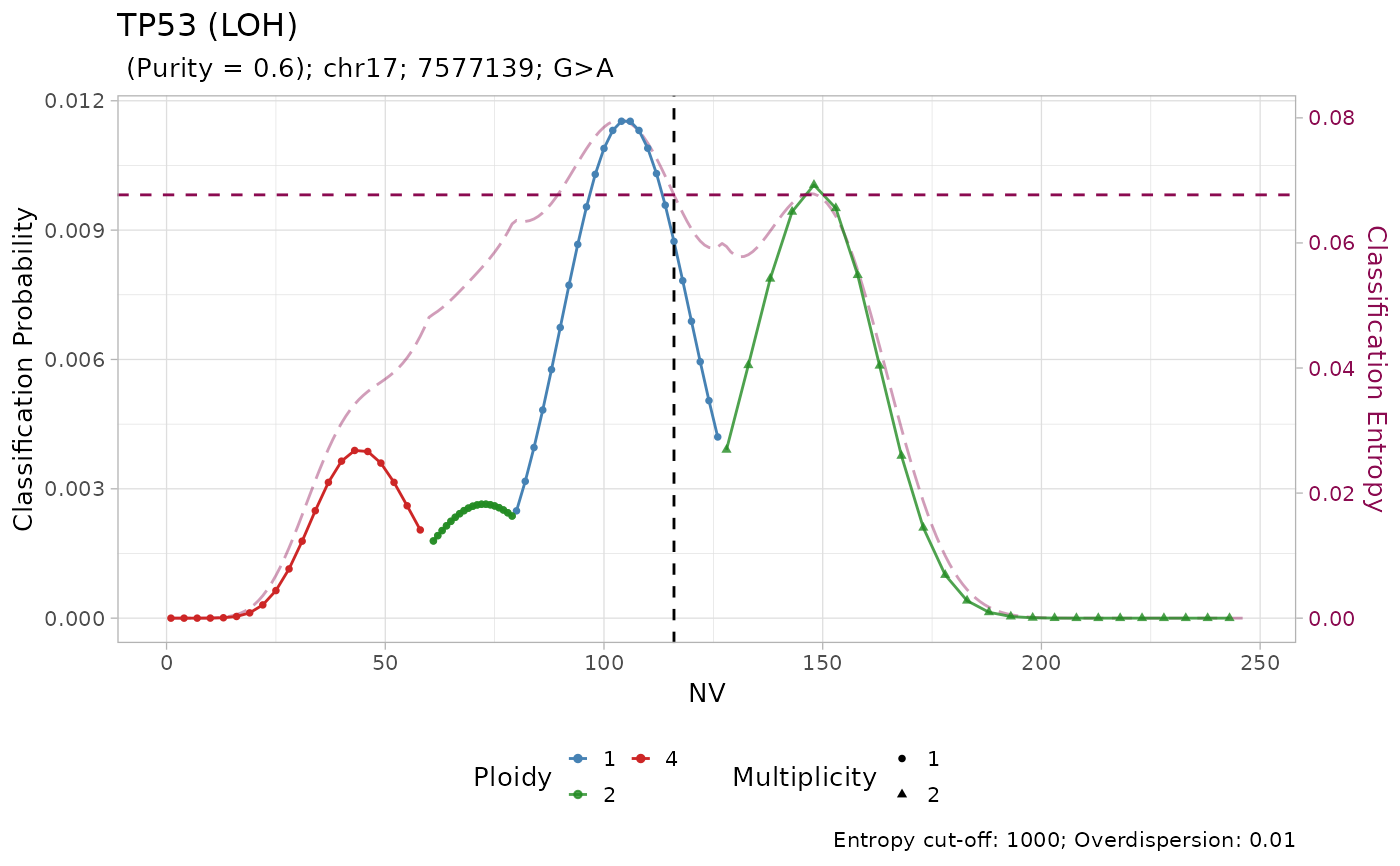 TP53 (LOH)
(Purity = 0.6); chr17; 7577139; G>A
Classification Probability
0.012
0.009
0.006
0.003
0.000
0.08
0.06
0.04
0.02
0.00
Classification Entropy
0 50 100 150 200 250
NV
Ploidy 1 4 2
Multiplicity 1 2
Entropy cut-off: 1000; Overdispersion: 0.01